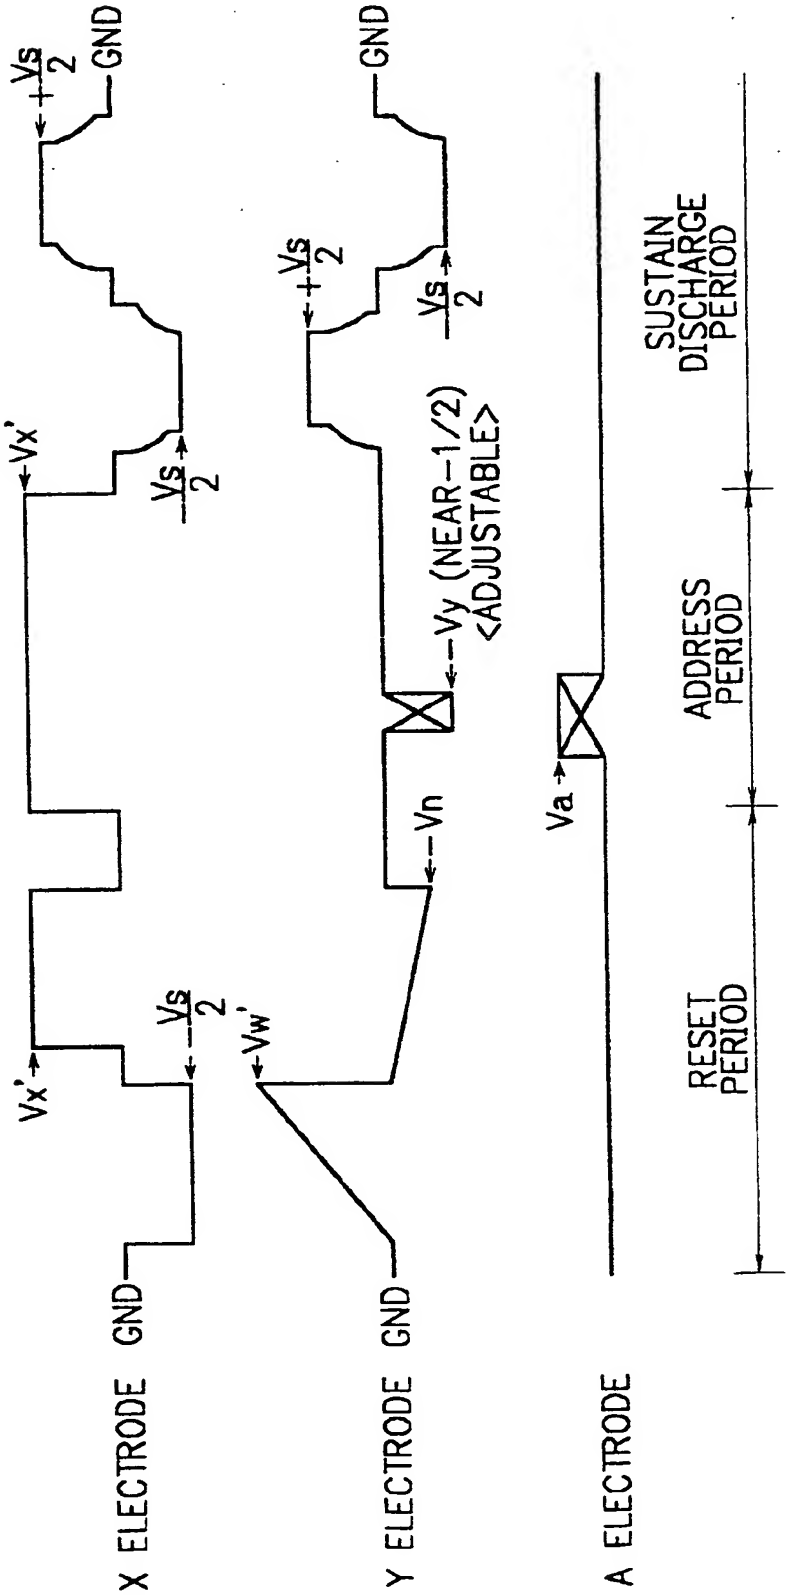 X ELECTRODE
GND
Vx'
-Vs/2
Vx'
-Vs/2
+Vs/2
GND
Y ELECTRODE
GND
Vw'
-Vn
-Vy (NEAR-1/2)
<ADJUSTABLE>
+Vs/2
-Vs/2
GND
A ELECTRODE
Va
RESET
PERIOD
ADDRESS
PERIOD
SUSTAIN
DISCHARGE
PERIOD